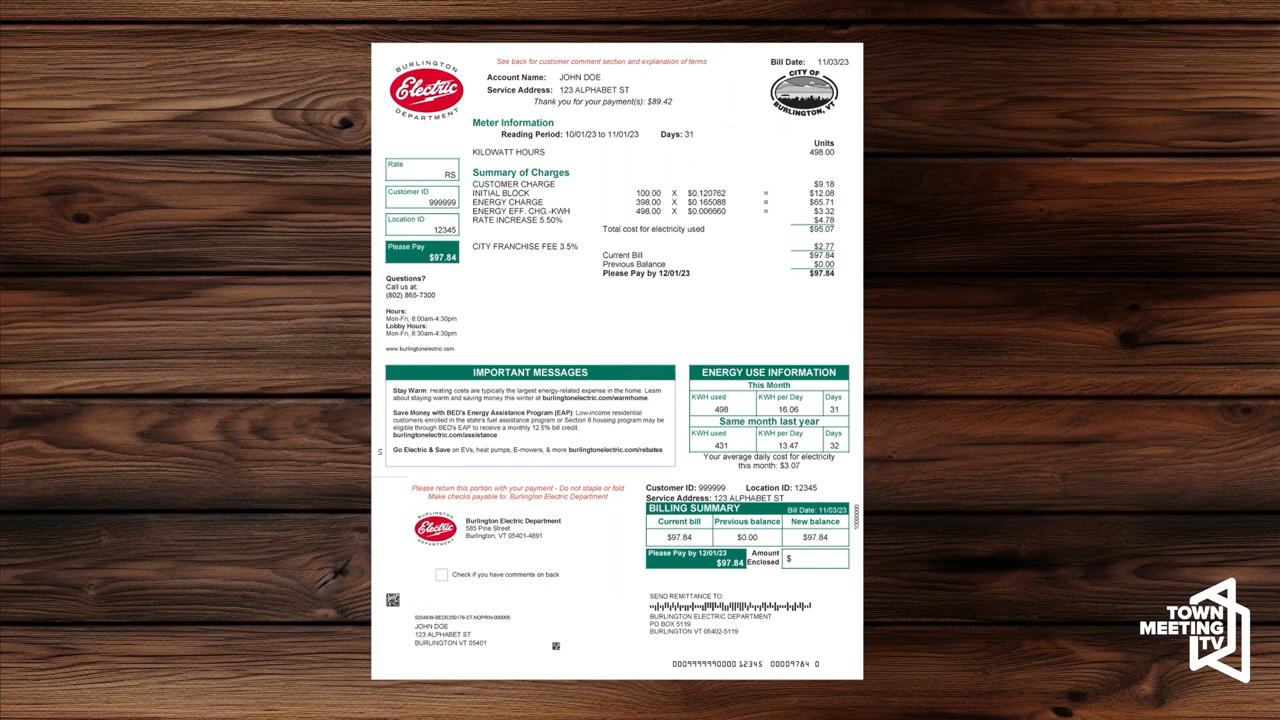 BURLINGTON
Electric
DEPARTMENT
See back for customer comment section and explanation of terms
Bill Date: 11/03/23
CITY OF
BURLINGTON, VT
Account Name: JOHN DOE
Service Address: 123 ALPHABET ST
Thank you for your payment(s): $89.42
Meter Information
Reading Period: 10/01/23 to 11/01/23 Days: 31
Units
KILOWATT HOURS 498.00
Rate
RS
Customer ID
999999
Location ID
12345
Please Pay
$97.84
Summary of Charges
CUSTOMER CHARGE $9.18
INITIAL BLOCK 100.00 X $0.120762 = $12.08
ENERGY CHARGE 398.00 X $0.165088 = $65.71
ENERGY EFF. CHG.-KWH 498.00 X $0.006660 = $3.32
RATE INCREASE 5.50% $4.78
Total cost for electricity used $95.07
CITY FRANCHISE FEE 3.5% $2.77
Current Bill $97.84
Previous Balance $0.00
Please Pay by 12/01/23 $97.84
Questions?
Call us at:
(802) 865-7300
Hours:
Mon-Fri, 8:00am-4:30pm
Lobby Hours:
Mon-Fri, 8:30am-4:30pm
www.burlingtonelectric.com
IMPORTANT MESSAGES
Stay Warm: Heating costs are typically the largest energy-related expense in the home. Learn
about staying warm and saving money this winter at burlingtonelectric.com/warmhome.
Save Money with BED's Energy Assistance Program (EAP): Low-income residential
customers enrolled in the state's fuel assistance program or Section 8 housing program may be
eligible through BED's EAP to receive a monthly 12.5% bill credit.
burlingtonelectric.com/assistance
Go Electric & Save on EVs, heat pumps, E-mowers, & more burlingtonelectric.com/rebates
1/1
ENERGY USE INFORMATION
This Month
KWH used KWH per Day Days
498 16.06 31
Same month last year
KWH used KWH per Day Days
431 13.47 32
Your average daily cost for electricity
this month: $3.07
Please return this portion with your payment - Do not staple or fold
Make checks payable to: Burlington Electric Department
BURLINGTON
Electric
DEPARTMENT
Burlington Electric Department
585 Pine Street
Burlington, VT 05401-4891
Check if you have comments on back
Customer ID: 999999 Location ID: 12345
Service Address: 123 ALPHABET ST
BILLING SUMMARY Bill Date: 11/03/23
Current bill Previous balance New balance
$97.84 $0.00 $97.84
Please Pay by 12/01/23
$97.84
Amount
Enclosed
$
10000000
0204639-BEDS250179-ST,NOPRIN-000005
JOHN DOE
123 ALPHABET ST
BURLINGTON VT 05401
SEND REMITTANCE TO:
BURLINGTON ELECTRIC DEPARTMENT
PO BOX 5119
BURLINGTON VT 05402-5119
0009999990000 12345 00009784 0
TOWN
MEETING
TV